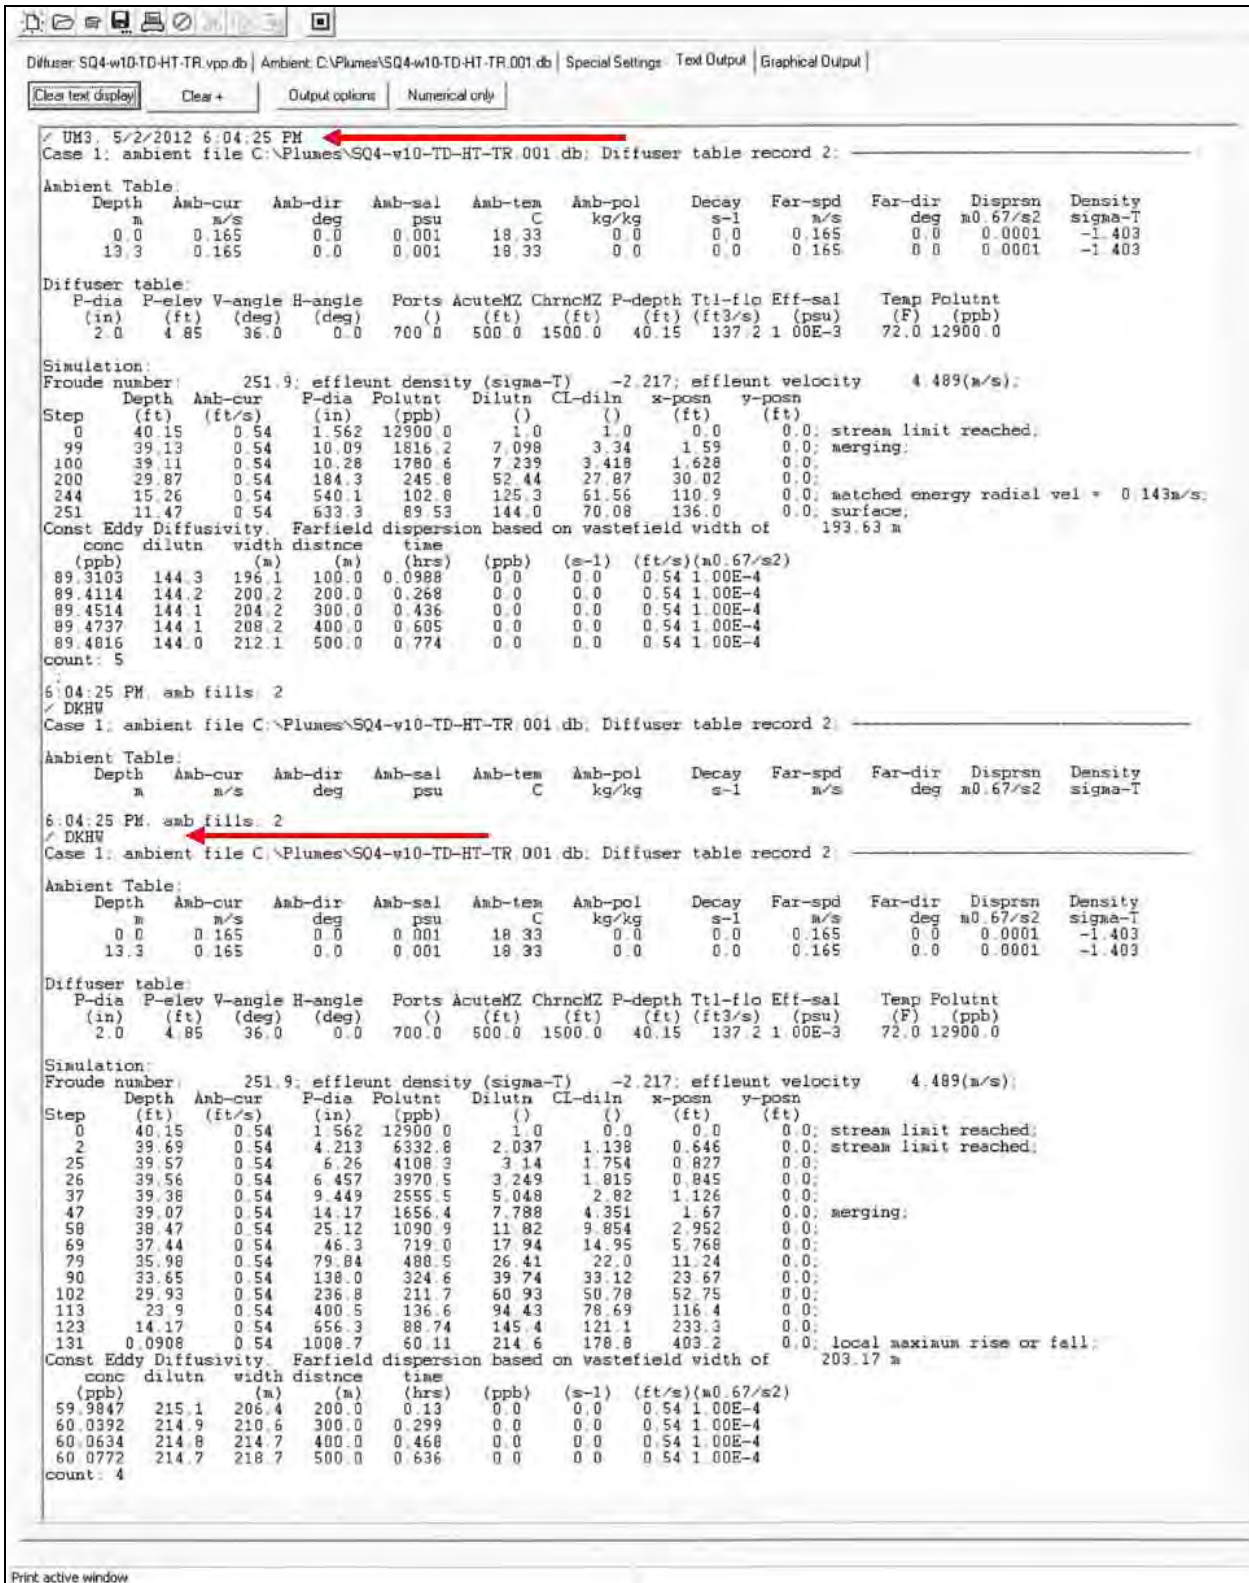 Diffuser: SQ4-w10-TD-HT-TR.vpp.db | Ambient: C:\Plumes\SQ4-w10-TD-HT-TR.001.db | Special Settings | Text Output | Graphical Output |
Clear text display Clear + Output options Numerical only
/ UM3. 5/2/2012 6:04:25 PM
Case 1; ambient file C:\Plumes\SQ4-w10-TD-HT-TR.001.db; Diffuser table record 2: ----------------------------------
Ambient Table:
Depth Amb-cur Amb-dir Amb-sal Amb-tem Amb-pol Decay Far-spd Far-dir Disprsn Density
m m/s deg psu C kg/kg s-1 m/s deg m0.67/s2 sigma-T
0.0 0.165 0.0 0.001 18.33 0.0 0.0 0.165 0.0 0.0001 -1.403
13.3 0.165 0.0 0.001 18.33 0.0 0.0 0.165 0.0 0.0001 -1.403
Diffuser table:
P-dia P-elev V-angle H-angle Ports AcuteMZ ChrncMZ P-depth Ttl-flo Eff-sal Temp Polutnt
(in) (ft) (deg) (deg) () (ft) (ft) (ft) (ft3/s) (psu) (F) (ppb)
2.0 4.85 36.0 0.0 700.0 500.0 1500.0 40.15 137.2 1.00E-3 72.0 12900.0
Simulation:
Froude number: 251.9; effleunt density (sigma-T) -2.217; effleunt velocity 4.489(m/s);
Depth Amb-cur P-dia Polutnt Dilutn CL-diln x-posn y-posn
Step (ft) (ft/s) (in) (ppb) () () (ft) (ft)
0 40.15 0.54 1.562 12900.0 1.0 1.0 0.0 0.0; stream limit reached;
99 39.13 0.54 10.09 1816.2 7.098 3.34 1.59 0.0; merging;
100 39.11 0.54 10.28 1780.6 7.239 3.418 1.628 0.0;
200 29.87 0.54 184.3 245.8 52.44 27.87 30.02 0.0;
244 15.26 0.54 540.1 102.8 125.3 61.56 110.9 0.0; matched energy radial vel = 0.143m/s;
251 11.47 0.54 633.3 89.53 144.0 70.08 136.0 0.0; surface;
Const Eddy Diffusivity. Farfield dispersion based on wastefield width of 193.63 m
conc dilutn width distnce time
(ppb) (m) (m) (hrs) (ppb) (s-1) (ft/s)(m0.67/s2)
89.3103 144.3 196.1 100.0 0.0988 0.0 0.0 0.54 1.00E-4
89.4114 144.2 200.2 200.0 0.268 0.0 0.0 0.54 1.00E-4
89.4514 144.1 204.2 300.0 0.436 0.0 0.0 0.54 1.00E-4
89.4737 144.1 208.2 400.0 0.605 0.0 0.0 0.54 1.00E-4
89.4816 144.0 212.1 500.0 0.774 0.0 0.0 0.54 1.00E-4
count: 5
;
6:04:25 PM. amb fills: 2
/ DKHW
Case 1; ambient file C:\Plumes\SQ4-w10-TD-HT-TR.001.db; Diffuser table record 2: ----------------------------------
Ambient Table:
Depth Amb-cur Amb-dir Amb-sal Amb-tem Amb-pol Decay Far-spd Far-dir Disprsn Density
m m/s deg psu C kg/kg s-1 m/s deg m0.67/s2 sigma-T
6:04:25 PM. amb fills: 2
/ DKHW
Case 1; ambient file C:\Plumes\SQ4-w10-TD-HT-TR.001.db; Diffuser table record 2: ----------------------------------
Ambient Table:
Depth Amb-cur Amb-dir Amb-sal Amb-tem Amb-pol Decay Far-spd Far-dir Disprsn Density
m m/s deg psu C kg/kg s-1 m/s deg m0.67/s2 sigma-T
0.0 0.165 0.0 0.001 18.33 0.0 0.0 0.165 0.0 0.0001 -1.403
13.3 0.165 0.0 0.001 18.33 0.0 0.0 0.165 0.0 0.0001 -1.403
Diffuser table:
P-dia P-elev V-angle H-angle Ports AcuteMZ ChrncMZ P-depth Ttl-flo Eff-sal Temp Polutnt
(in) (ft) (deg) (deg) () (ft) (ft) (ft) (ft3/s) (psu) (F) (ppb)
2.0 4.85 36.0 0.0 700.0 500.0 1500.0 40.15 137.2 1.00E-3 72.0 12900.0
Simulation:
Froude number: 251.9; effleunt density (sigma-T) -2.217; effleunt velocity 4.489(m/s);
Depth Amb-cur P-dia Polutnt Dilutn CL-diln x-posn y-posn
Step (ft) (ft/s) (in) (ppb) () () (ft) (ft)
0 40.15 0.54 1.562 12900.0 1.0 0.0 0.0 0.0; stream limit reached;
2 39.69 0.54 4.213 6332.8 2.037 1.138 0.646 0.0; stream limit reached;
25 39.57 0.54 6.26 4108.3 3.14 1.754 0.827 0.0;
26 39.56 0.54 6.457 3970.5 3.249 1.815 0.845 0.0;
37 39.38 0.54 9.449 2555.5 5.048 2.82 1.126 0.0;
47 39.07 0.54 14.17 1656.4 7.788 4.351 1.67 0.0; merging;
58 38.47 0.54 25.12 1090.9 11.82 9.854 2.952 0.0;
69 37.44 0.54 46.3 719.0 17.94 14.95 5.768 0.0;
79 35.98 0.54 79.84 488.5 26.41 22.0 11.24 0.0;
90 33.65 0.54 138.0 324.6 39.74 33.12 23.67 0.0;
102 29.93 0.54 236.8 211.7 60.93 50.78 52.75 0.0;
113 23.9 0.54 400.5 136.6 94.43 78.69 116.4 0.0;
123 14.17 0.54 656.3 88.74 145.4 121.1 233.3 0.0;
131 0.0908 0.54 1008.7 60.11 214.6 178.8 403.2 0.0; local maximum rise or fall;
Const Eddy Diffusivity. Farfield dispersion based on wastefield width of 203.17 m
conc dilutn width distnce time
(ppb) (m) (m) (hrs) (ppb) (s-1) (ft/s)(m0.67/s2)
59.9847 215.1 206.4 200.0 0.13 0.0 0.0 0.54 1.00E-4
60.0392 214.9 210.6 300.0 0.299 0.0 0.0 0.54 1.00E-4
60.0634 214.8 214.7 400.0 0.468 0.0 0.0 0.54 1.00E-4
60.0772 214.7 218.7 500.0 0.636 0.0 0.0 0.54 1.00E-4
count: 4
Print active window